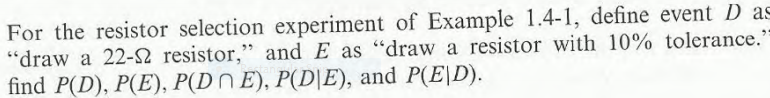 For the resistor selection experiment of Example 1.4-1, define event D as
“draw a 22-Ω resistor,” and E as “draw a resistor with 10% tolerance.”
find P(D), P(E), P(D ∩ E), P(D|E), and P(E|D).